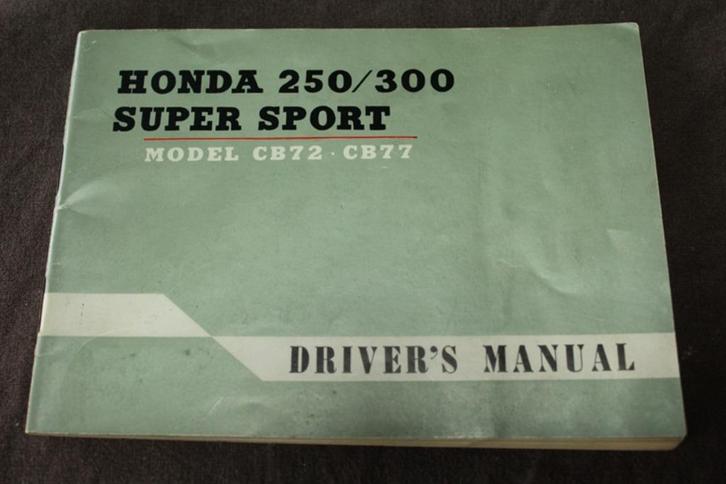 HONDA 250/300
SUPER SPORT
MODEL CB72 · CB77
DRIVER'S MANUAL